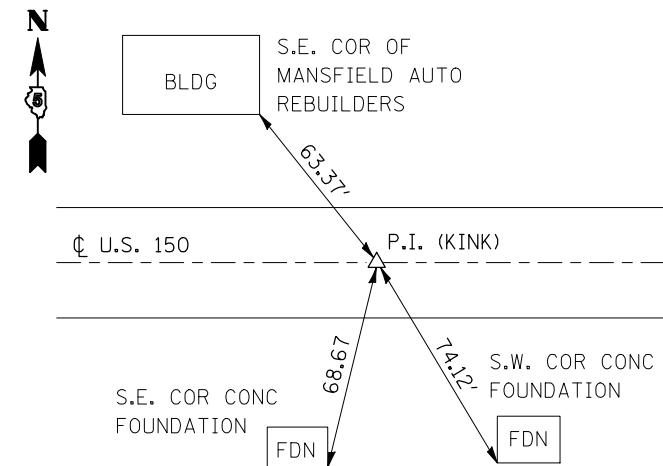 N
5
BLDG
S.E. COR OF
MANSFIELD AUTO
REBUILDERS
63.37'
℄ U.S. 150
P.I. (KINK)
68.67
74.12'
S.E. COR CONC
FOUNDATION
FDN
S.W. COR CONC
FOUNDATION
FDN